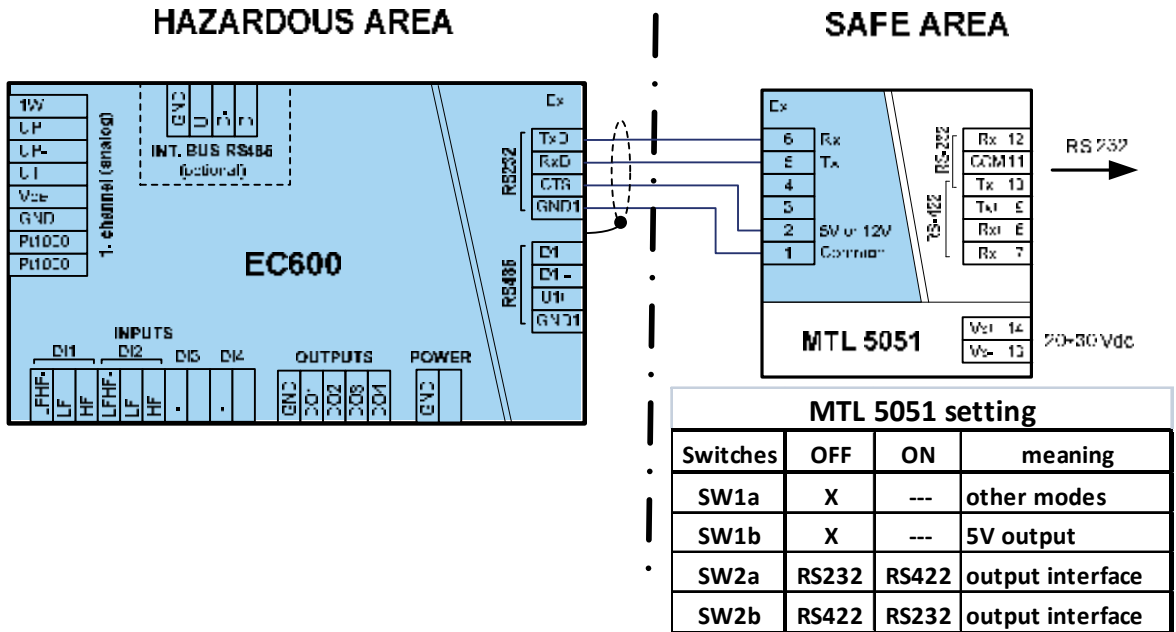 HAZARDOUS AREA
SAFE AREA
1W
GND
Pt1000
Pt1000
1- channel (analog)
GND
INT. BUS RS485
(optional)
EC600
Ex
TxD
RxD
CTS
GND1
RS232
RS485
GND1
INPUTS
DI1
DI2
DI3
DI4
LF
HF
LF
HF
OUTPUTS
GND
DO1
DO2
DO3
DO4
POWER
GND
Ex
6 Rx
5 Tx
4
3
2 5V or 12V
1 Common
RS-232
RS-422
Rx 12
COM 11
Tx 10
Rx 7
RS 232
MTL 5051
14
Vs- 13
20÷30 Vdc
MTL 5051 setting
Switches OFF ON meaning
SW1a X --- other modes
SW1b X --- 5V output
SW2a RS232 RS422 output interface
SW2b RS422 RS232 output interface